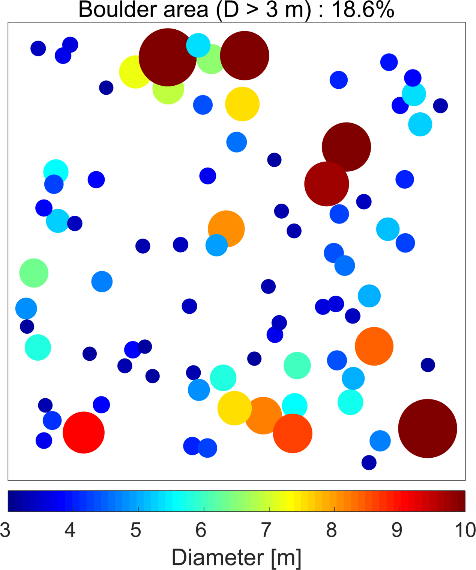 Boulder area (D > 3 m) : 18.6%
3 4 5 6 7 8 9 10
Diameter [m]